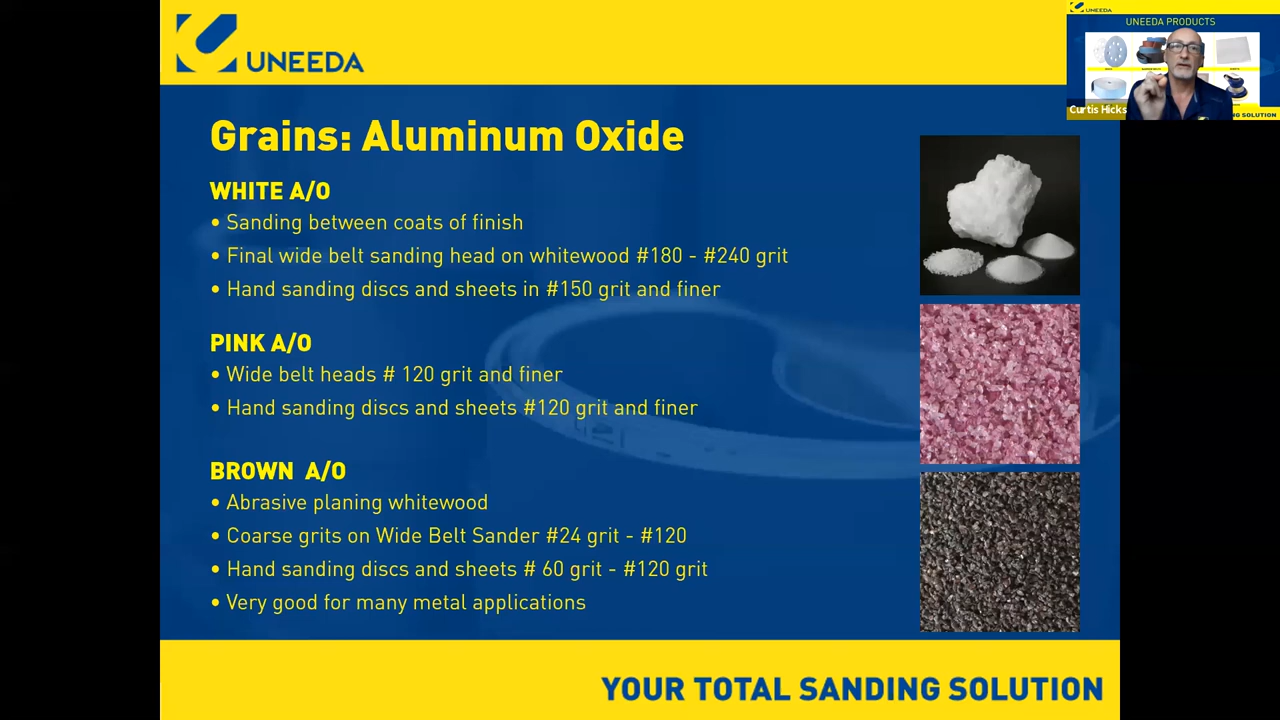 UNEEDA
UNEEDA
UNEEDA PRODUCTS
Curtis Hicks
NG SOLUTION
Grains: Aluminum Oxide
WHITE A/O
• Sanding between coats of finish
• Final wide belt sanding head on whitewood #180 - #240 grit
• Hand sanding discs and sheets in #150 grit and finer
PINK A/O
• Wide belt heads # 120 grit and finer
• Hand sanding discs and sheets #120 grit and finer
BROWN A/O
• Abrasive planing whitewood
• Coarse grits on Wide Belt Sander #24 grit - #120
• Hand sanding discs and sheets # 60 grit - #120 grit
• Very good for many metal applications
YOUR TOTAL SANDING SOLUTION